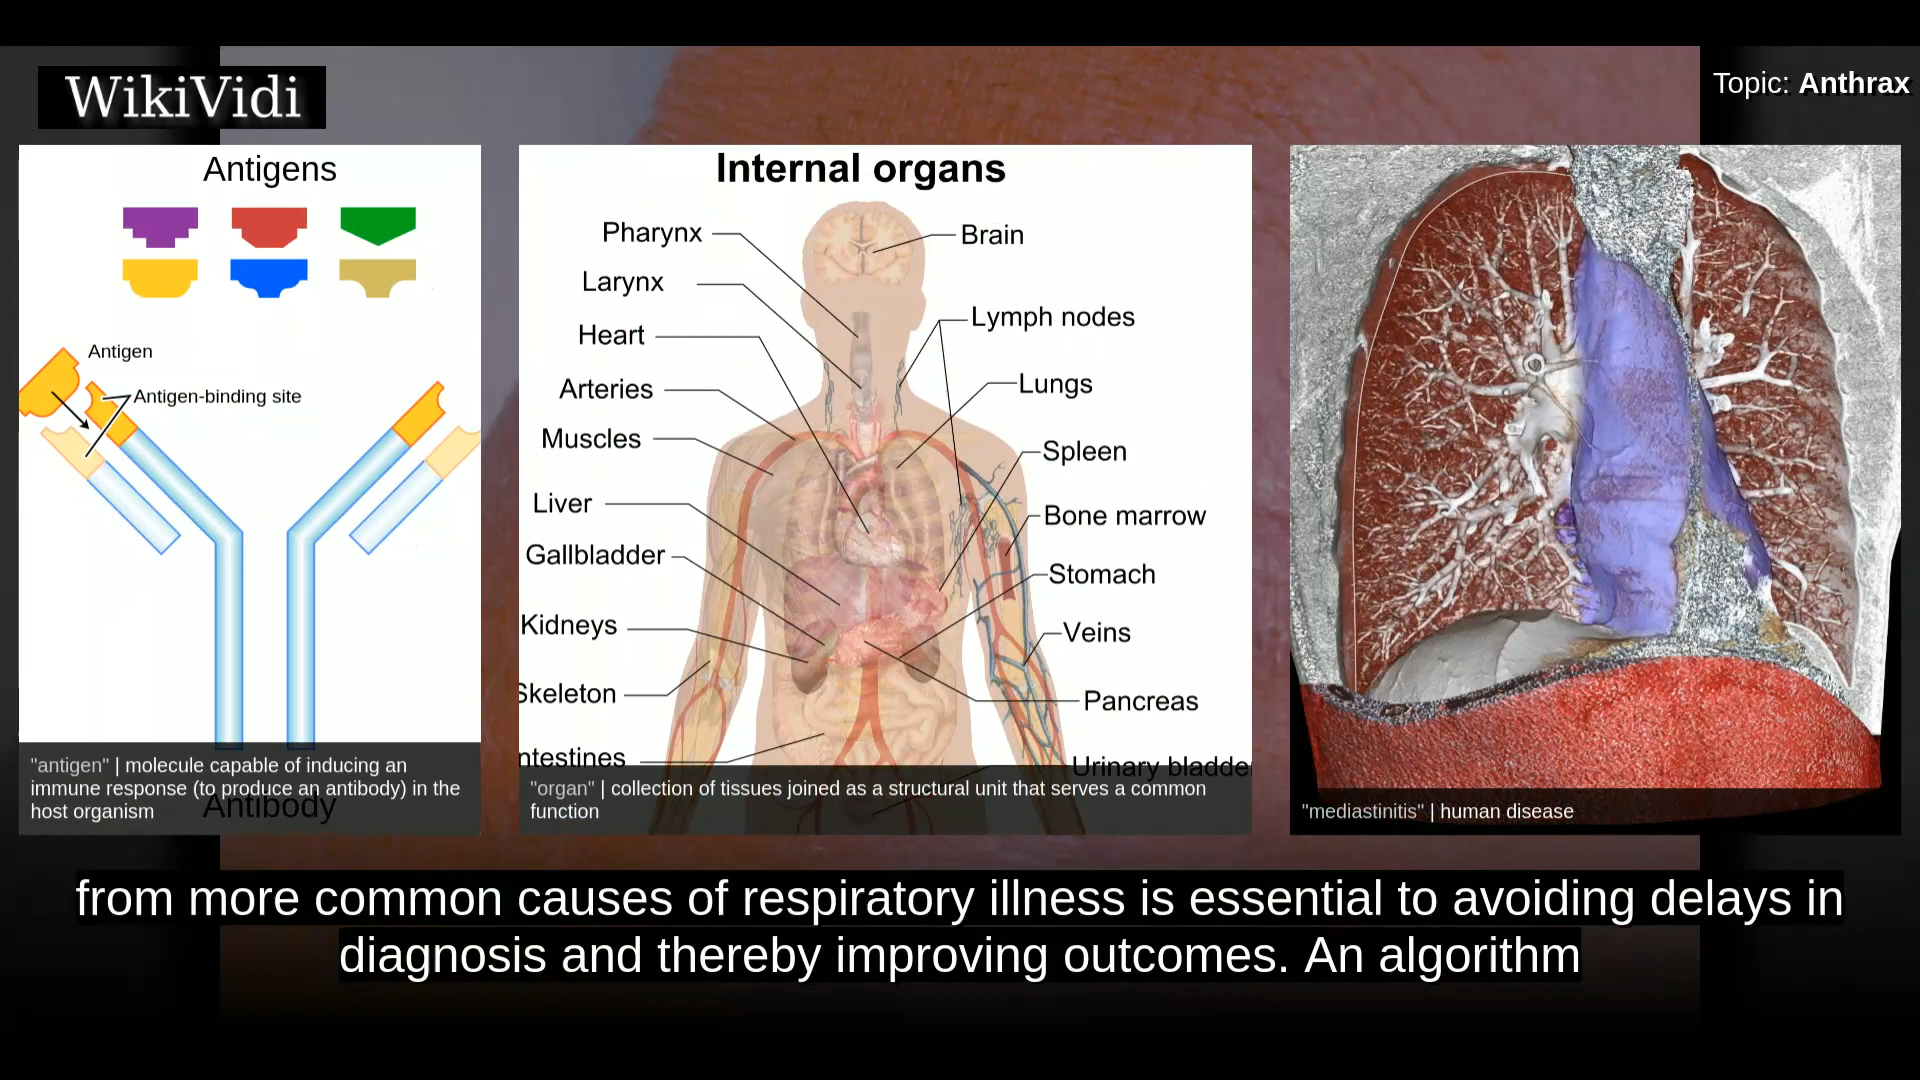 WikiVidi
Topic: Anthrax
Antigens
Antigen
Antigen-binding site
Antibody
"antigen" | molecule capable of inducing an
immune response (to produce an antibody) in the
host organism
Internal organs
Pharynx
Larynx
Heart
Arteries
Muscles
Liver
Gallbladder
Kidneys
Skeleton
ntestines
Brain
Lymph nodes
Lungs
Spleen
Bone marrow
Stomach
Veins
Pancreas
Urinary bladde
"organ" | collection of tissues joined as a structural unit that serves a common
function
"mediastinitis" | human disease
from more common causes of respiratory illness is essential to avoiding delays in
diagnosis and thereby improving outcomes. An algorithm